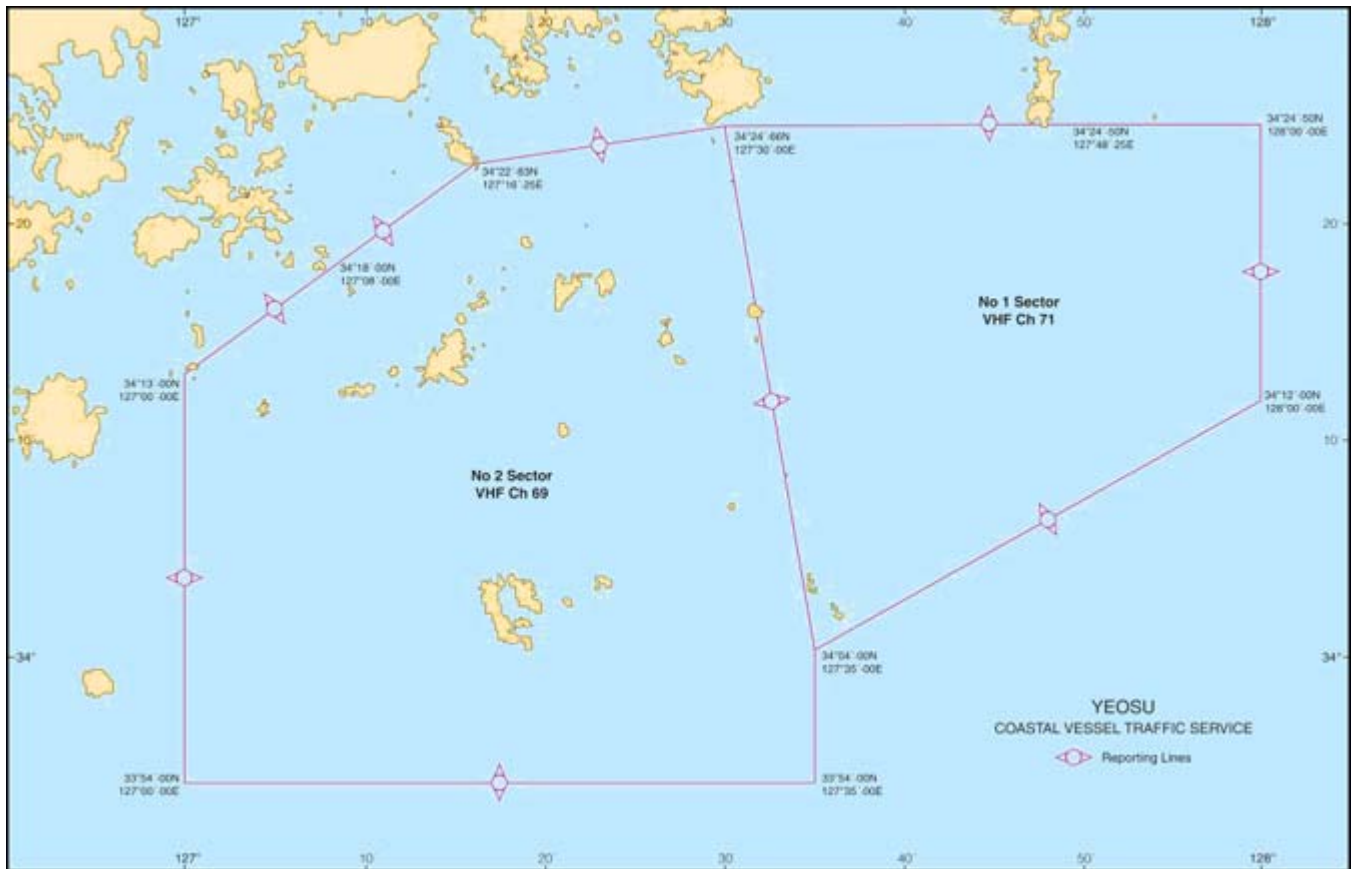 127° 10 20 30 40 50 128°
34°24´·66N
127°30´·00E
34°24´·50N
127°48´·25E
34°24´·50N
128°00´·00E
34°22´·83N
127°16´·25E
20 20
34°18´·00N
127°08´·00E
No 1 Sector
VHF Ch 71
34°13´·00N
127°00´·00E
34°12´·00N
128°00´·00E
10 10
No 2 Sector
VHF Ch 69
34°04´·00N
127°35´·00E
34° 34°
YEOSU
COASTAL VESSEL TRAFFIC SERVICE
Reporting Lines
33°54´·00N
127°00´·00E
33°54´·00N
127°35´·00E
127° 10 20 30 40 50 128°